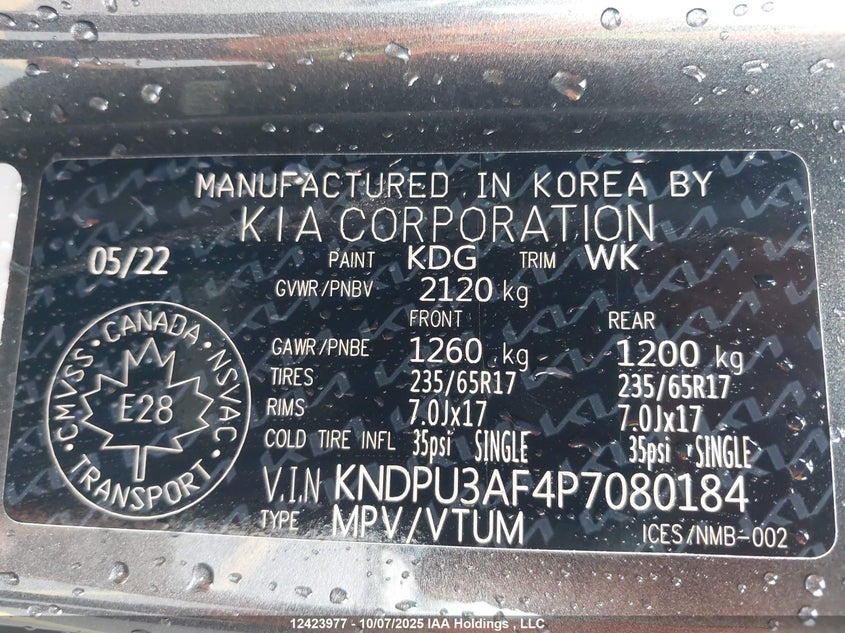 MANUFACTURED IN KOREA BY
KIA CORPORATION
05/22 PAINT KDG TRIM WK
GVWR/PNBV 2120 kg
FRONT REAR
GAWR/PNBE 1260 kg 1200 kg
TIRES 235/65R17 235/65R17
RIMS 7.0Jx17 7.0Jx17
COLD TIRE INFL 35psi SINGLE 35psi SINGLE
V.I.N KNDPU3AF4P7080184
TYPE MPV/VTUM ICES/NMB-002
CMVSS · CANADA · NSVAC
E28
TRANSPORT
12423977 - 10/07/2025 IAA Holdings , LLC